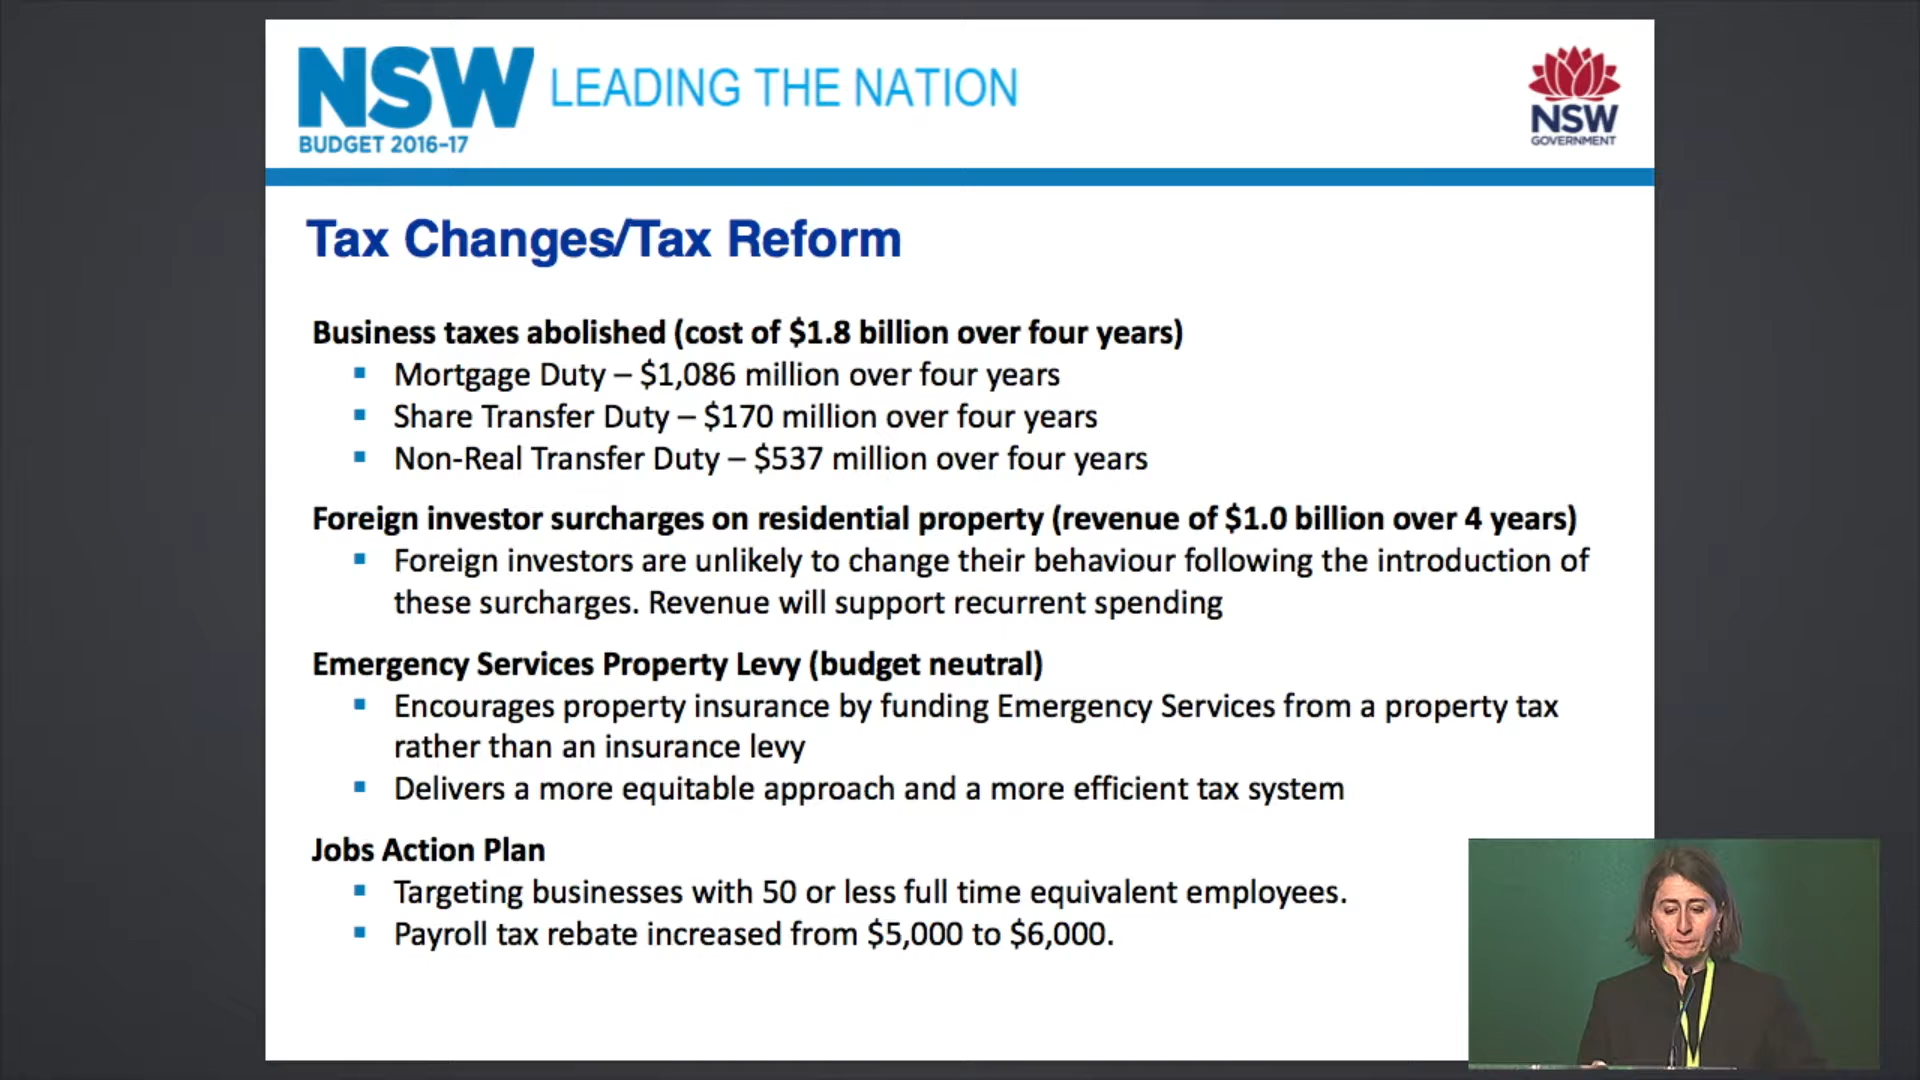 NSW LEADING THE NATION
BUDGET 2016-17
NSW
GOVERNMENT
Tax Changes/Tax Reform
Business taxes abolished (cost of $1.8 billion over four years)
Mortgage Duty – $1,086 million over four years
Share Transfer Duty – $170 million over four years
Non-Real Transfer Duty – $537 million over four years
Foreign investor surcharges on residential property (revenue of $1.0 billion over 4 years)
Foreign investors are unlikely to change their behaviour following the introduction of
these surcharges. Revenue will support recurrent spending
Emergency Services Property Levy (budget neutral)
Encourages property insurance by funding Emergency Services from a property tax
rather than an insurance levy
Delivers a more equitable approach and a more efficient tax system
Jobs Action Plan
Targeting businesses with 50 or less full time equivalent employees.
Payroll tax rebate increased from $5,000 to $6,000.